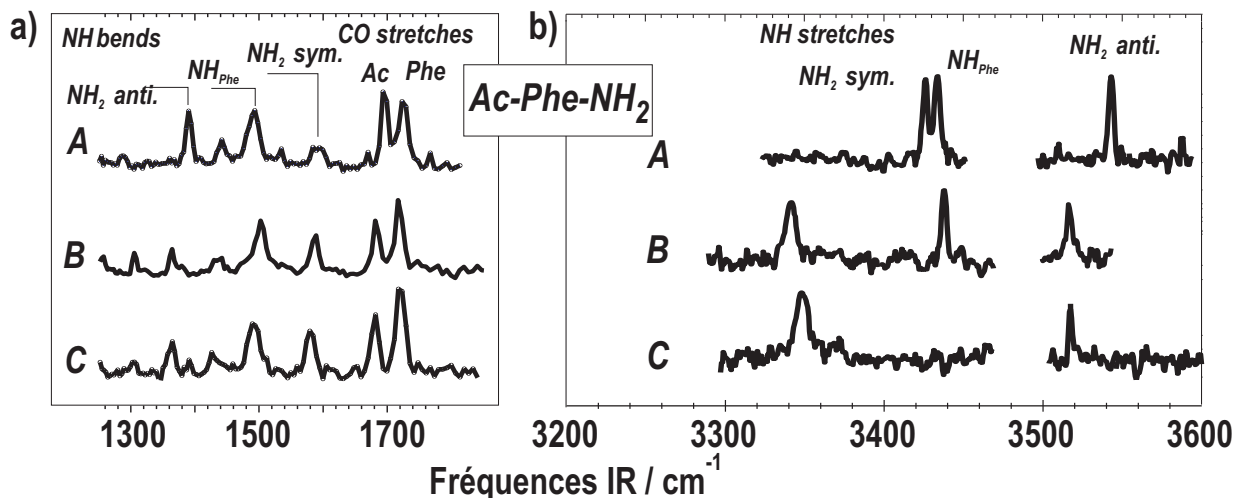 a)
NH bends
CO stretches
NH2 sym.
NHPhe
Ac Phe
NH2 anti.
A
B
C
1300 1500 1700
Ac-Phe-NH2
b)
NH stretches
NH2 anti.
NHPhe
NH2 sym.
A
B
C
3200 3300 3400 3500 3600
Fréquences IR / cm-1